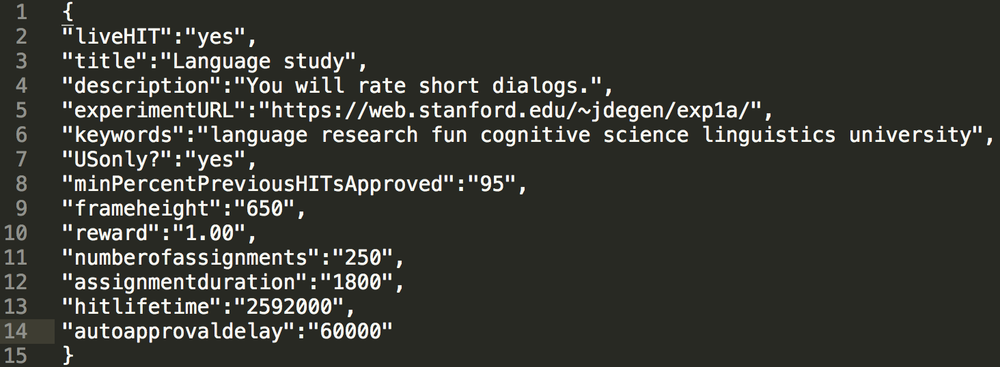 1 {
2 "liveHIT":"yes",
3 "title":"Language study",
4 "description":"You will rate short dialogs.",
5 "experimentURL":"https://web.stanford.edu/~jdegen/exp1a/",
6 "keywords":"language research fun cognitive science linguistics university",
7 "USonly?":"yes",
8 "minPercentPreviousHITsApproved":"95",
9 "frameheight":"650",
10 "reward":"1.00",
11 "numberofassignments":"250",
12 "assignmentduration":"1800",
13 "hitlifetime":"2592000",
14 "autoapprovaldelay":"60000"
15 }